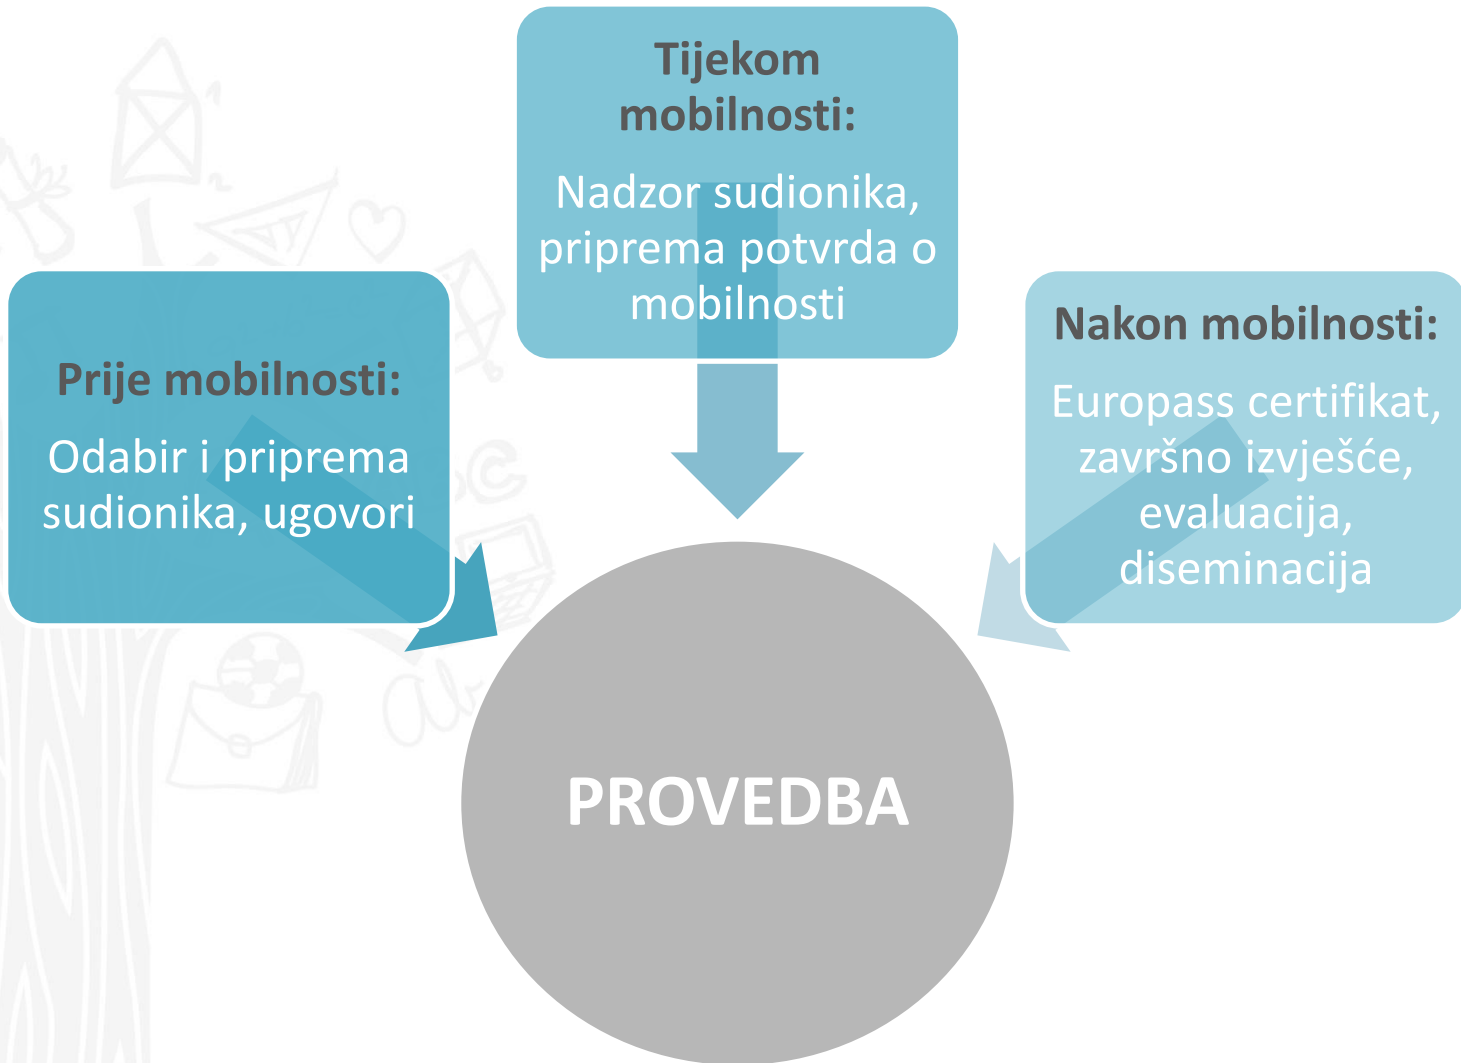 Tijekom
mobilnosti:
Nadzor sudionika,
priprema potvrda o
mobilnosti
Prije mobilnosti:
Odabir i priprema
sudionika, ugovori
Nakon mobilnosti:
Europass certifikat,
završno izvješće,
evaluacija,
diseminacija
PROVEDBA